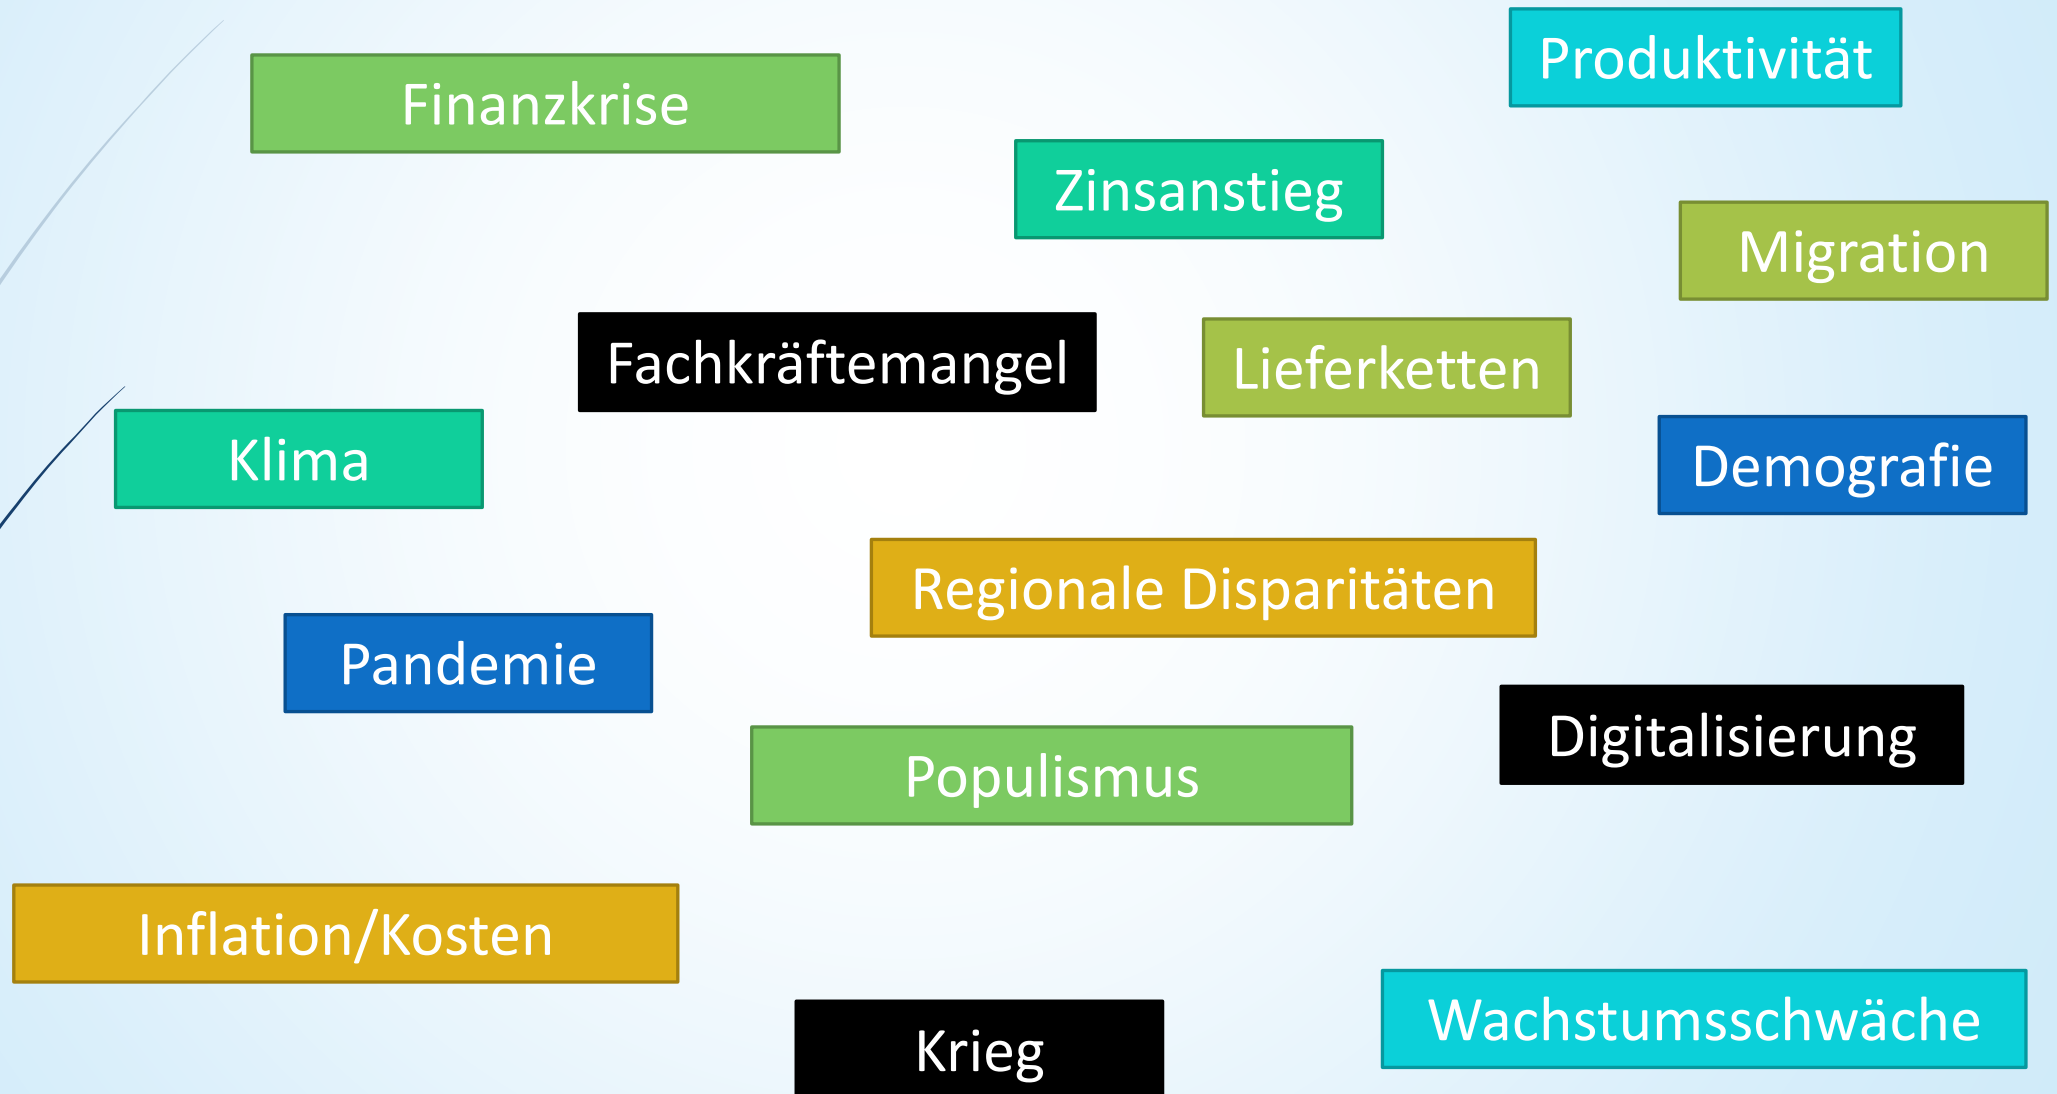 Produktivität
Finanzkrise
Zinsanstieg
Migration
Fachkräftemangel
Lieferketten
Klima
Demografie
Regionale Disparitäten
Pandemie
Digitalisierung
Populismus
Inflation/Kosten
Wachstumsschwäche
Krieg